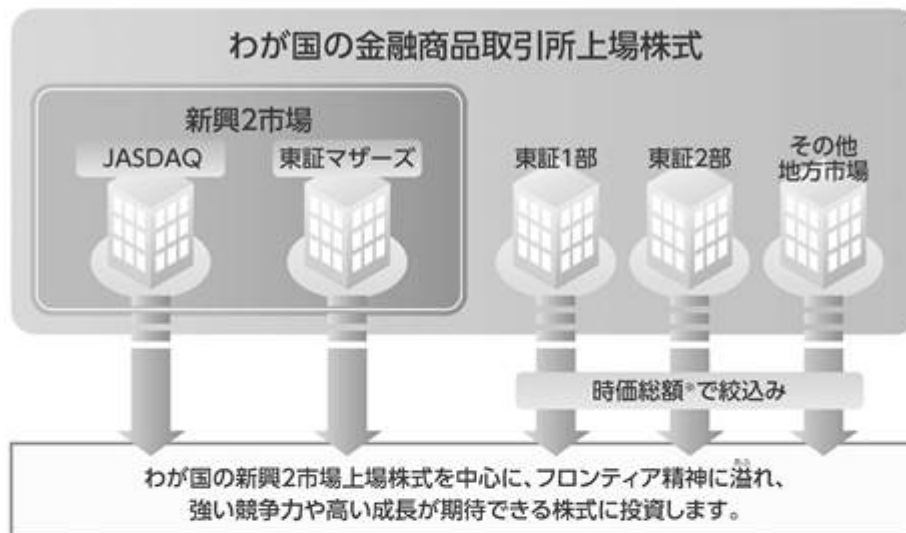 わが国の金融商品取引所上場株式
新興2市場
JASDAQ
東証マザーズ
東証1部
東証2部
その他
地方市場
時価総額※で絞込み
わが国の新興2市場上場株式を中心に、フロンティア精神に溢れ、
強い競争力や高い成長が期待できる株式に投資します。